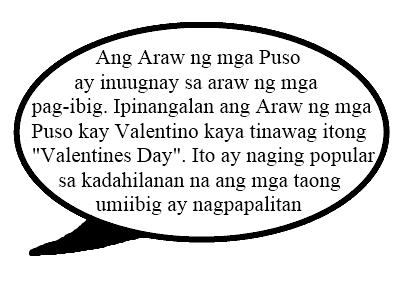 Ang Araw ng mga Puso
ay inuugnay sa araw ng mga
pag-ibig. Ipinangalan ang Araw ng mga
Puso kay Valentino kaya tinawag itong
"Valentines Day". Ito ay naging popular
sa kadahilanan na ang mga taong
umiibig ay nagpapalitan